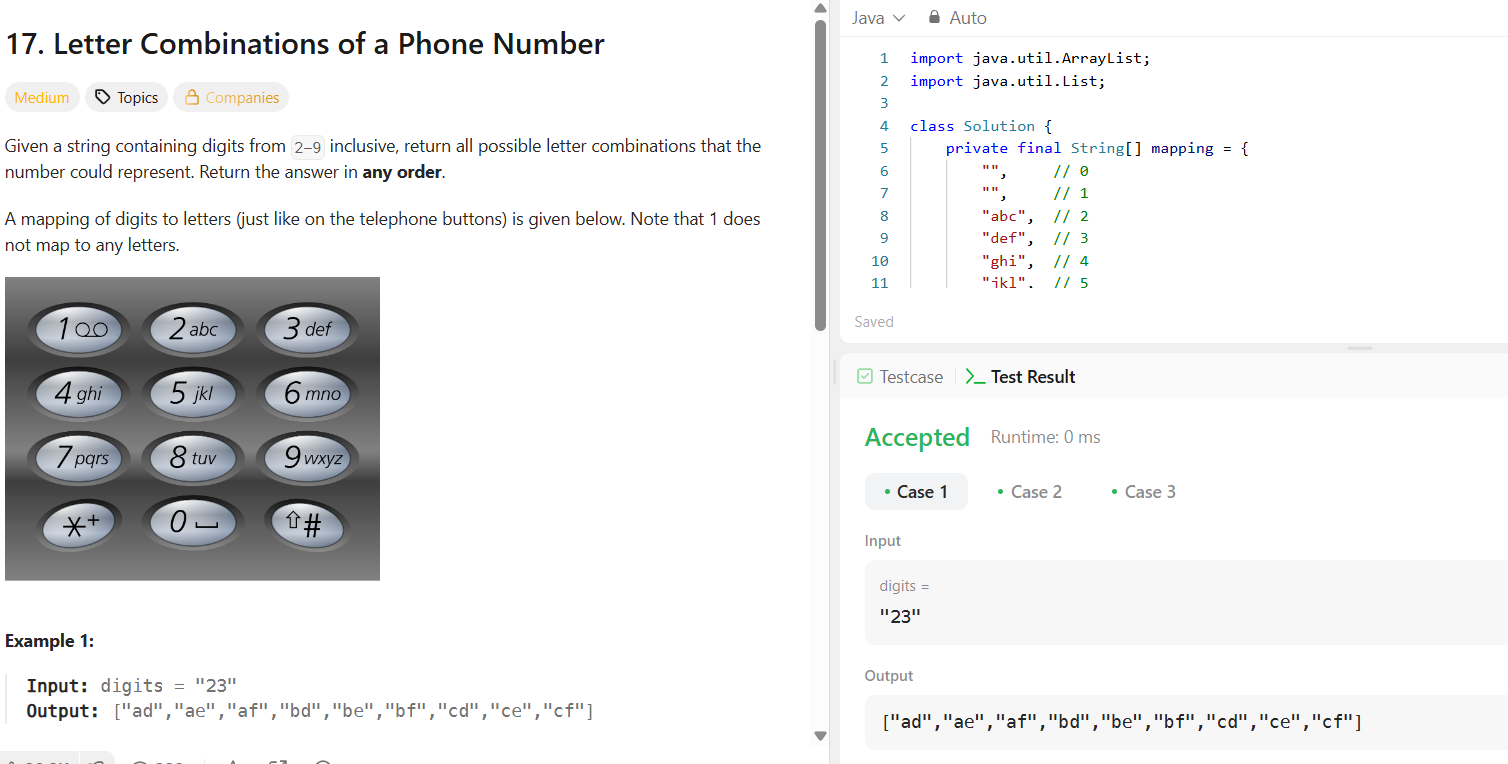 17. Letter Combinations of a Phone Number
Medium Topics Companies
Given a string containing digits from 2-9 inclusive, return all possible letter combinations that the
number could represent. Return the answer in any order.
A mapping of digits to letters (just like on the telephone buttons) is given below. Note that 1 does
not map to any letters.
1 2 abc 3 def
4 ghi 5 jkl 6 mno
7 pqrs 8 tuv 9 wxyz
*+ 0 #
Example 1:
Input: digits = "23"
Output: ["ad","ae","af","bd","be","bf","cd","ce","cf"]
Java Auto
1 import java.util.ArrayList;
2 import java.util.List;
3
4 class Solution {
5 private final String[] mapping = {
6 "", // 0
7 "", // 1
8 "abc", // 2
9 "def", // 3
10 "ghi", // 4
11 "jkl", // 5
Saved
Testcase Test Result
Accepted Runtime: 0 ms
• Case 1 • Case 2 • Case 3
Input
digits =
"23"
Output
["ad","ae","af","bd","be","bf","cd","ce","cf"]